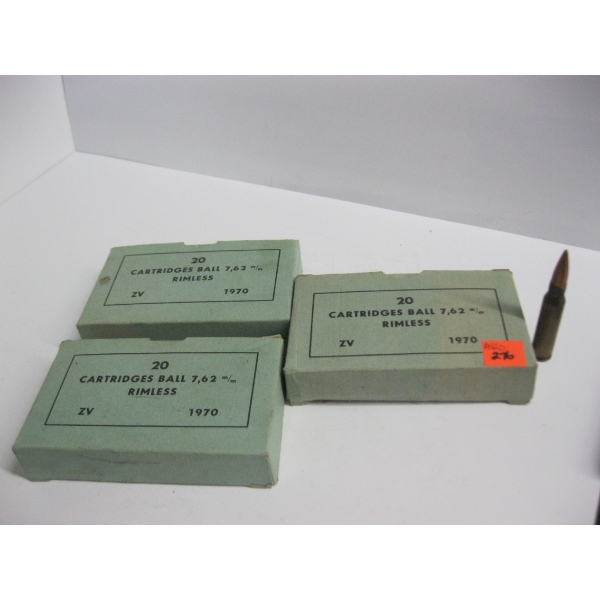 20
CARTRIDGES BALL 7,62 m/m
RIMLESS
ZV 1970
20
CARTRIDGES BALL 7,62 m/m
RIMLESS
ZV 1970
276
20
CARTRIDGES BALL 7,62 m/m
RIMLESS
ZV 1970